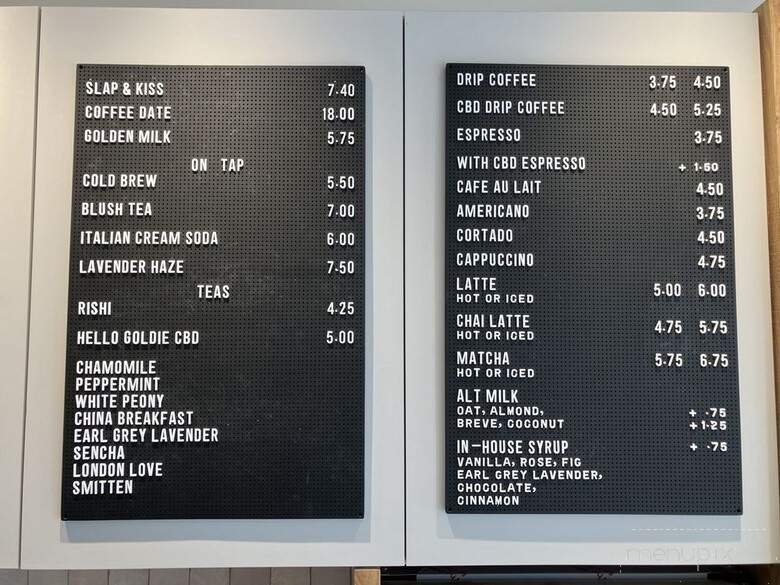 SLAP & KISS 7.40
COFFEE DATE 18.00
GOLDEN MILK 5.75
ON TAP
COLD BREW 5.50
BLUSH TEA 7.00
ITALIAN CREAM SODA 6.00
LAVENDER HAZE 7.50
TEAS
RISHI 4.25
HELLO GOLDIE CBD 5.00
CHAMOMILE
PEPPERMINT
WHITE PEONY
CHINA BREAKFAST
EARL GREY LAVENDER
SENCHA
LONDON LOVE
SMITTEN
DRIP COFFEE 3.75 4.50
CBD DRIP COFFEE 4.50 5.25
ESPRESSO 3.75
WITH CBD ESPRESSO + 1.50
CAFE AU LAIT 4.50
AMERICANO 3.75
CORTADO 4.50
CAPPUCCINO 4.75
LATTE 5.00 6.00
HOT OR ICED
CHAI LATTE 4.75 5.75
HOT OR ICED
MATCHA 5.75 6.75
HOT OR ICED
ALT MILK
OAT, ALMOND, + .75
BREVE, COCONUT +1.25
IN-HOUSE SYRUP + .75
VANILLA, ROSE, FIG
EARL GREY LAVENDER,
CHOCOLATE,
CINNAMON
menupix